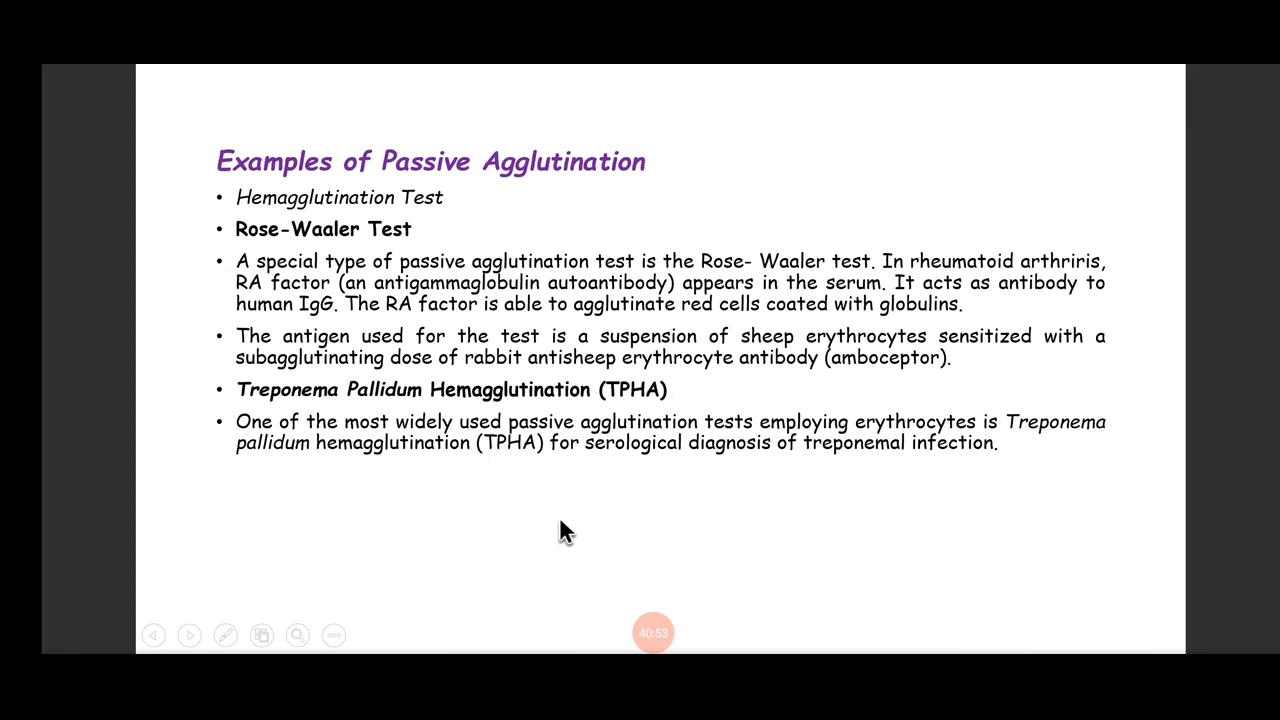 Examples of Passive Agglutination
• Hemagglutination Test
• Rose-Waaler Test
• A special type of passive agglutination test is the Rose- Waaler test. In rheumatoid arthriris,
RA factor (an antigammaglobulin autoantibody) appears in the serum. It acts as antibody to
human IgG. The RA factor is able to agglutinate red cells coated with globulins.
• The antigen used for the test is a suspension of sheep erythrocytes sensitized with a
subagglutinating dose of rabbit antisheep erythrocyte antibody (amboceptor).
• Treponema Pallidum Hemagglutination (TPHA)
• One of the most widely used passive agglutination tests employing erythrocytes is Treponema
pallidum hemagglutination (TPHA) for serological diagnosis of treponemal infection.
40:53